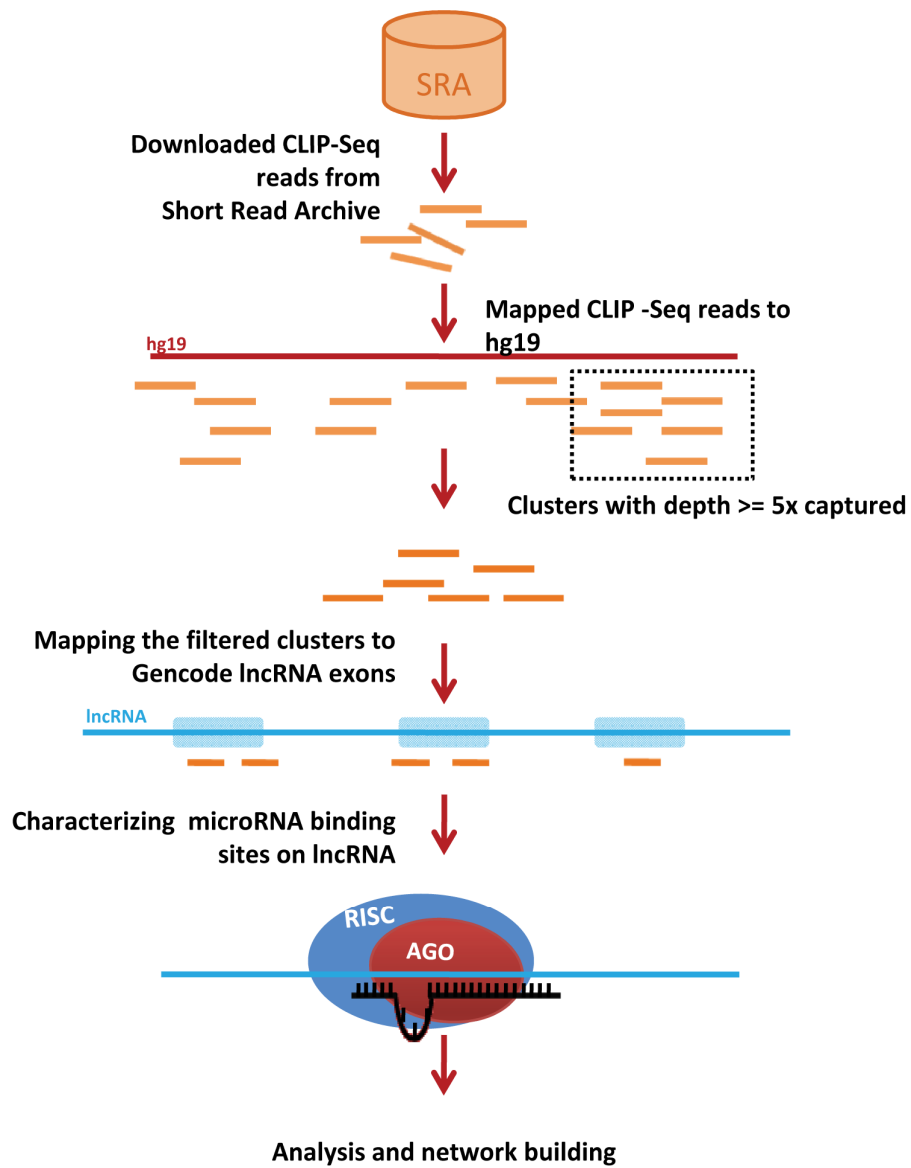 SRA
Downloaded CLIP-Seq
reads from
Short Read Archive
Mapped CLIP -Seq reads to
hg19
hg19
Clusters with depth >= 5x captured
Mapping the filtered clusters to
Gencode lncRNA exons
lncRNA
Characterizing microRNA binding
sites on lncRNA
RISC
AGO
Analysis and network building